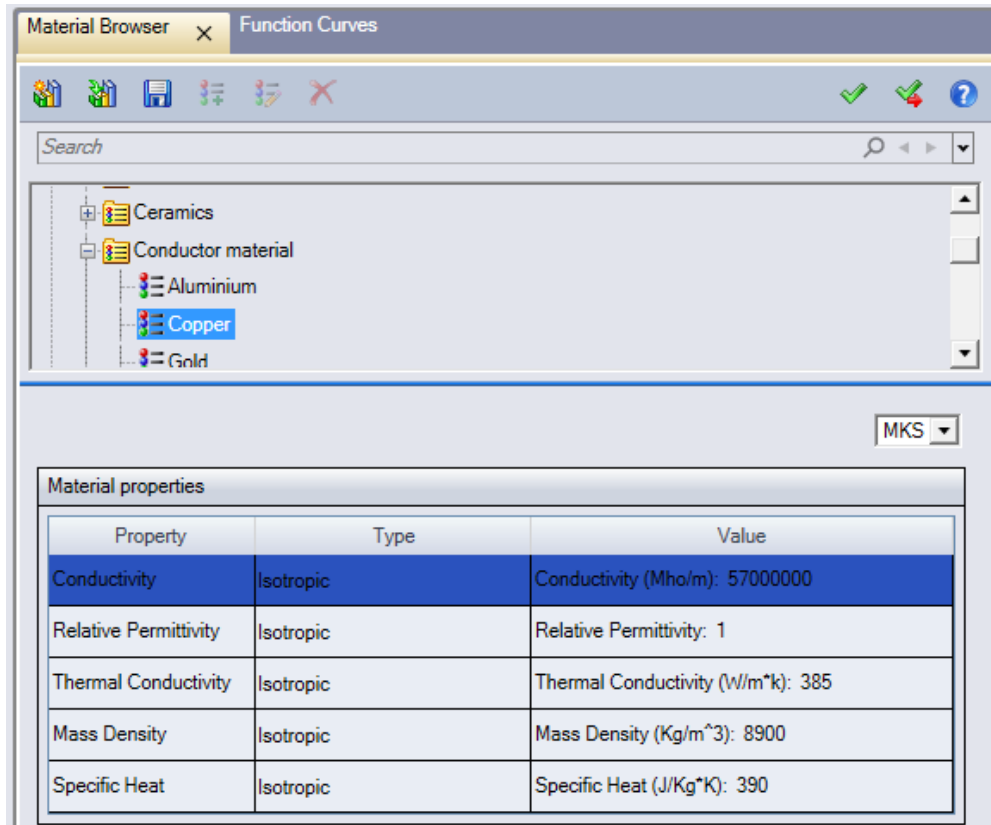 Material Browser Function Curves
Search
Ceramics
Conductor material
Aluminium
Copper
Gold
MKS
Material properties
Property Type Value
Conductivity Isotropic Conductivity (Mho/m): 57000000
Relative Permittivity Isotropic Relative Permittivity: 1
Thermal Conductivity Isotropic Thermal Conductivity (W/m*k): 385
Mass Density Isotropic Mass Density (Kg/m^3): 8900
Specific Heat Isotropic Specific Heat (J/Kg*K): 390